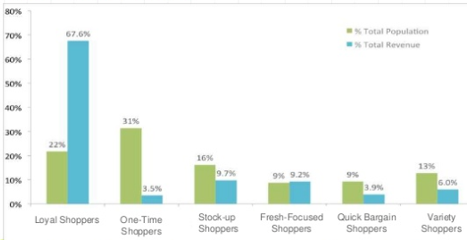 80%
70%
60%
50%
40%
30%
20%
10%
0%
% Total Population
% Total Revenue
22%
67.6%
31%
3.5%
16%
9.7%
9%
9.2%
9%
3.9%
13%
6.0%
Loyal Shoppers
One-Time
Shoppers
Stock-up
Shoppers
Fresh-Focused
Shoppers
Quick Bargain
Shoppers
Variety
Shoppers